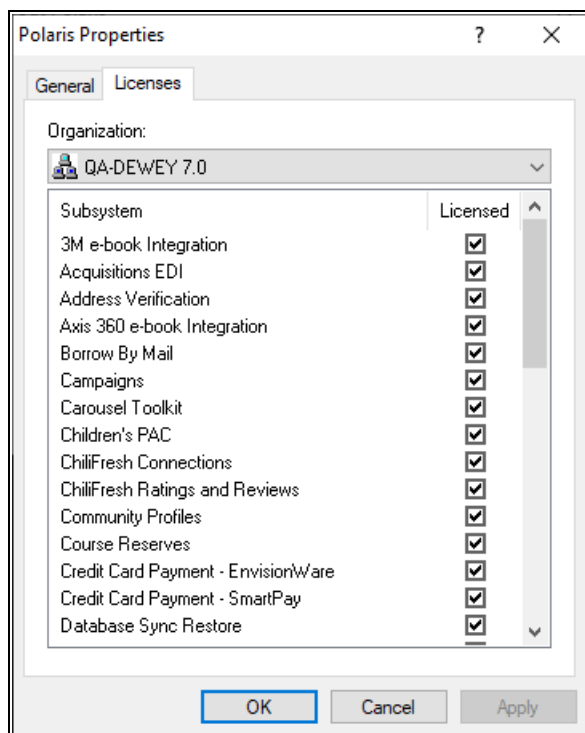 Polaris Properties
General Licenses
Organization:
QA-DEWEY 7.0
Subsystem Licensed
3M e-book Integration
Acquisitions EDI
Address Verification
Axis 360 e-book Integration
Borrow By Mail
Campaigns
Carousel Toolkit
Children's PAC
ChiliFresh Connections
ChiliFresh Ratings and Reviews
Community Profiles
Course Reserves
Credit Card Payment - EnvisionWare
Credit Card Payment - SmartPay
Database Sync Restore
OK Cancel Apply